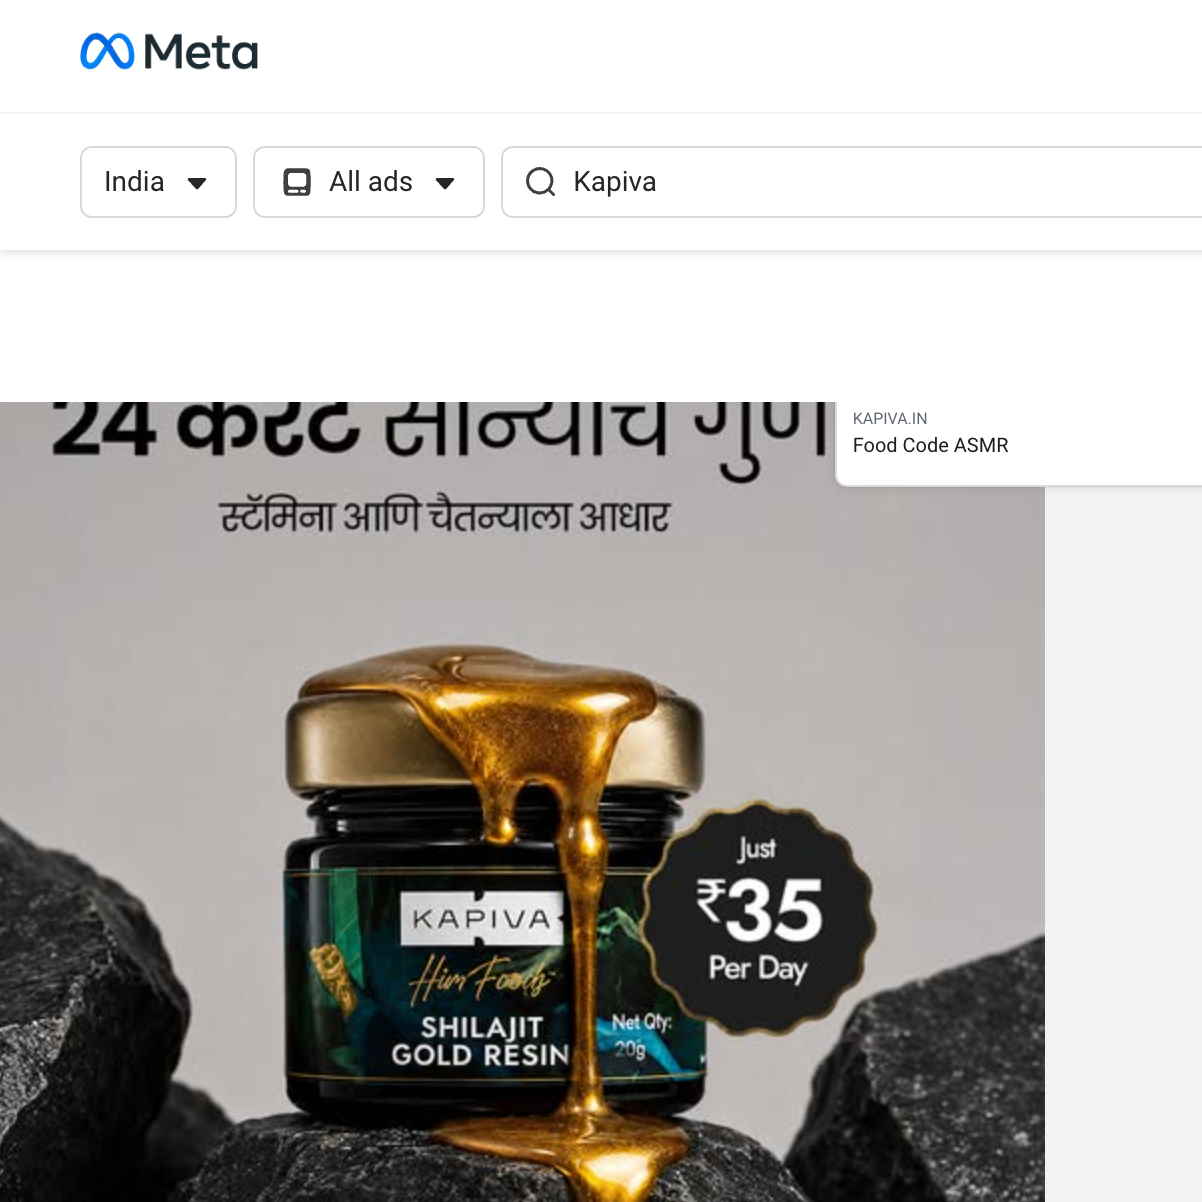 Meta
India
All ads
Kapiva
24 कॅरेट सोन्याचे गुण
KAPIVA.IN
Food Code ASMR
स्टॅमिना आणि चैतन्याला आधार
Just
₹35
Per Day
KAPIVA
Him Foods
SHILAJIT
GOLD RESIN
Net Qty:
20g